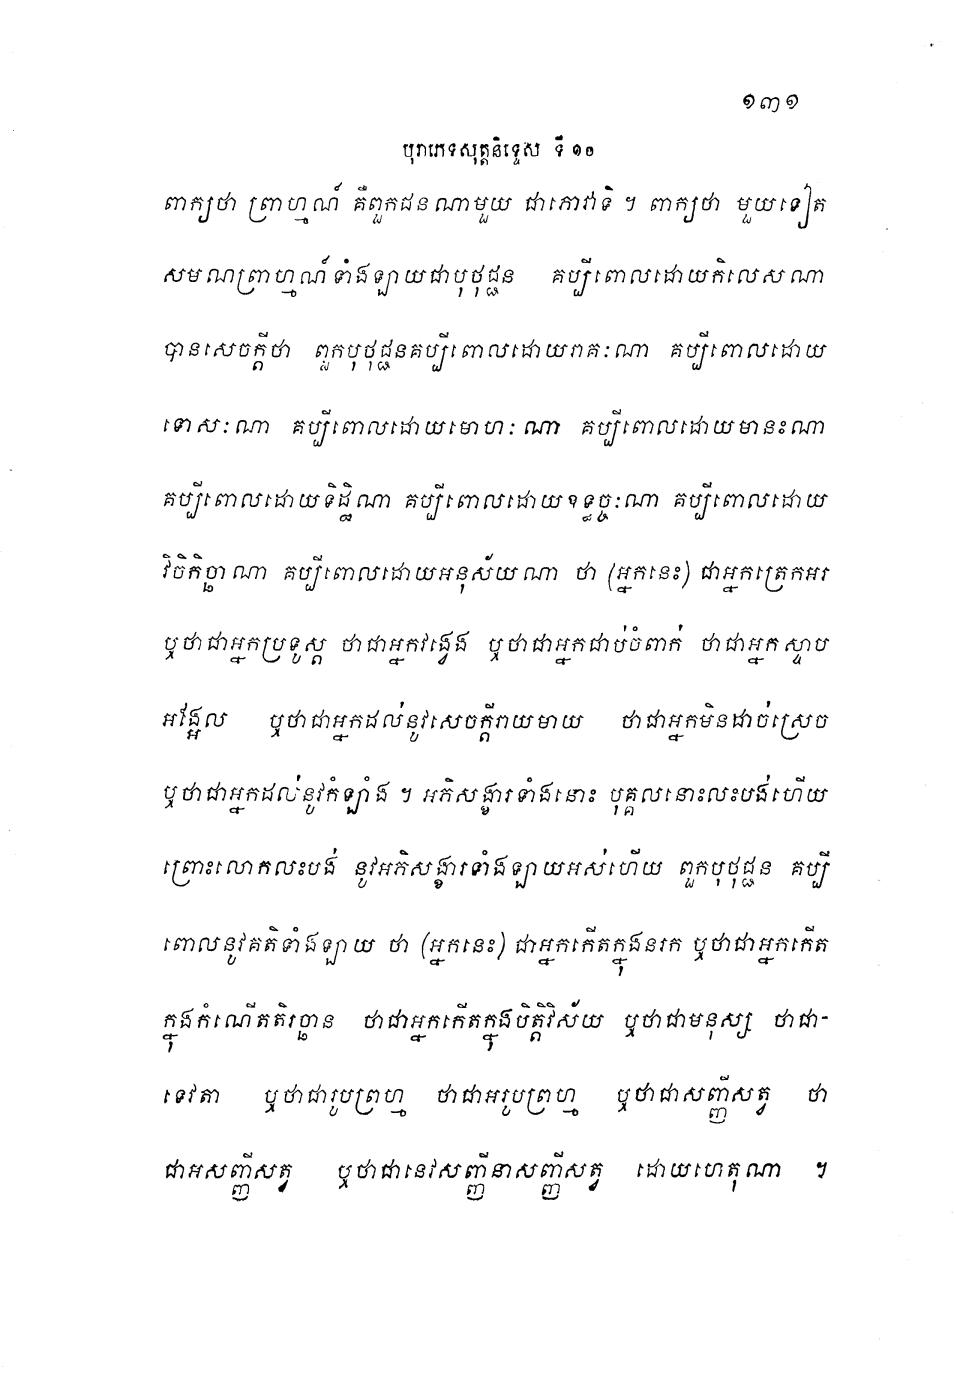 ១៣១
បុរាភេទសុត្តនិទ្ទេស ទី ១០
ពាក្យថា ព្រាហ្មណ៍ គឺពួកជនណាមួយ ជាភោវាទិ ។ ពាក្យថា មួយទៀត
សមណព្រាហ្មណ៍ទាំងឡាយជាបុថុជ្ជន គប្បីពោលដោយកិលេសណា
បានសេចក្តីថា ពួកបុថុជ្ជនគប្បីពោលដោយរាគៈណា គប្បីពោលដោយ
ទោសៈណា គប្បីពោលដោយមោហៈណា គប្បីពោលដោយមានះណា
គប្បីពោលដោយទិដ្ឋិណា គប្បីពោលដោយឧទ្ធច្ចៈណា គប្បីពោលដោយ
វិចិកិច្ឆាណា គប្បីពោលដោយអនុស័យណា ថា (អ្នកនេះ) ជាអ្នកត្រេកអរ
ឬថាជាអ្នកប្រទូស្ត ថាជាអ្នកវង្វេង ឬថាជាអ្នកជាប់ចំពាក់ ថាជាអ្នកស្ទាប
អង្អែល ឬថាជាអ្នកដល់នូវសេចក្តីរាយមាយ ថាជាអ្នកមិនដាច់ស្រេច
ឬថាជាអ្នកដល់នូវកំឡាំង ។ អភិសង្ខារទាំងនោះ បុគ្គលនោះលះបង់ហើយ
ព្រោះលោកលះបង់ នូវអភិសង្ខារទាំងឡាយអស់ហើយ ពួកបុថុជ្ជន គប្បី
ពោលនូវគតិទាំងឡាយ ថា (អ្នកនេះ) ជាអ្នកកើតក្នុងនរក ឬថាជាអ្នកកើត
ក្នុងកំណើតតិរច្ឆាន ថាជាអ្នកកើតក្នុងបិត្តិវិស័យ ឬថាជាមនុស្ស ថាជា-
ទេវតា ឬថាជារូបព្រហ្ម ថាជាអរូបព្រហ្ម ឬថាជាសញ្ញីសត្វ ថា
ជាអសញ្ញីសត្វ ឬថាជានេវសញ្ញីនាសញ្ញីសត្វ ដោយហេតុណា ។